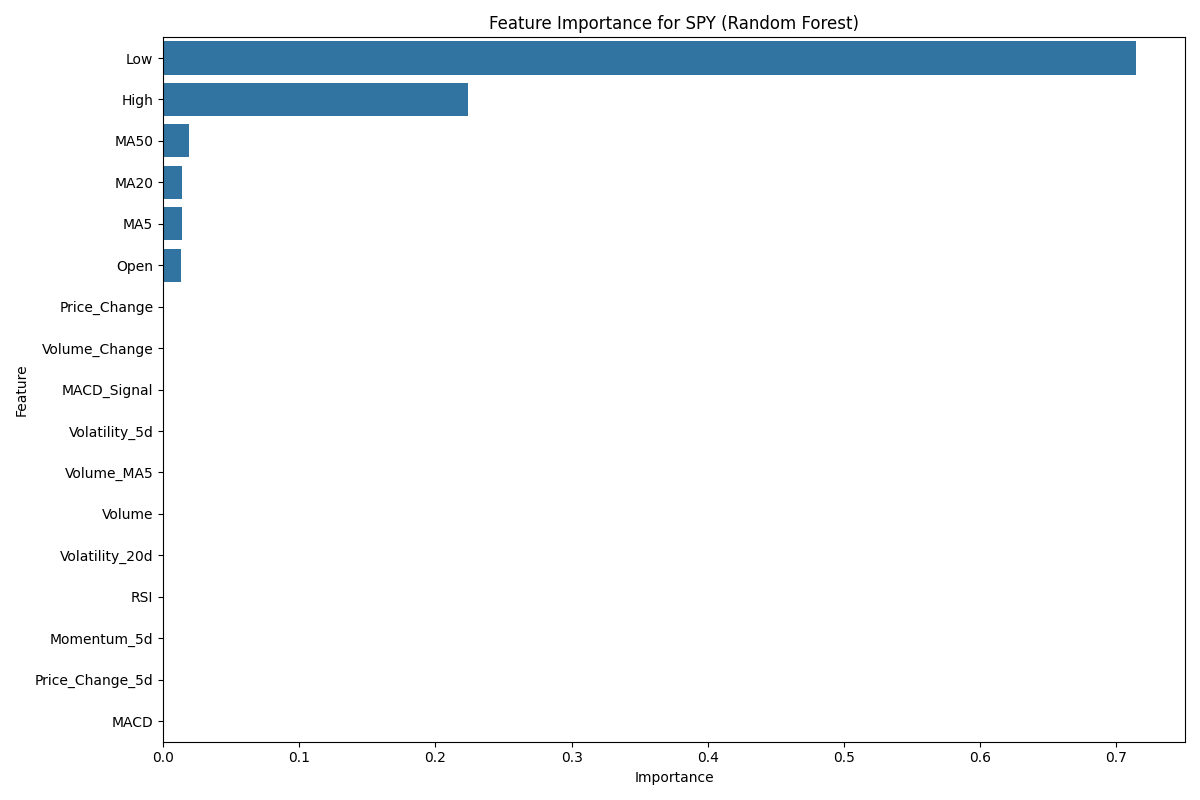 Feature Importance for SPY (Random Forest)
Low
High
MA50
MA20
MA5
Open
Price_Change
Volume_Change
MACD_Signal
Volatility_5d
Volume_MA5
Volume
Volatility_20d
RSI
Momentum_5d
Price_Change_5d
MACD
Feature
0.0 0.1 0.2 0.3 0.4 0.5 0.6 0.7
Importance